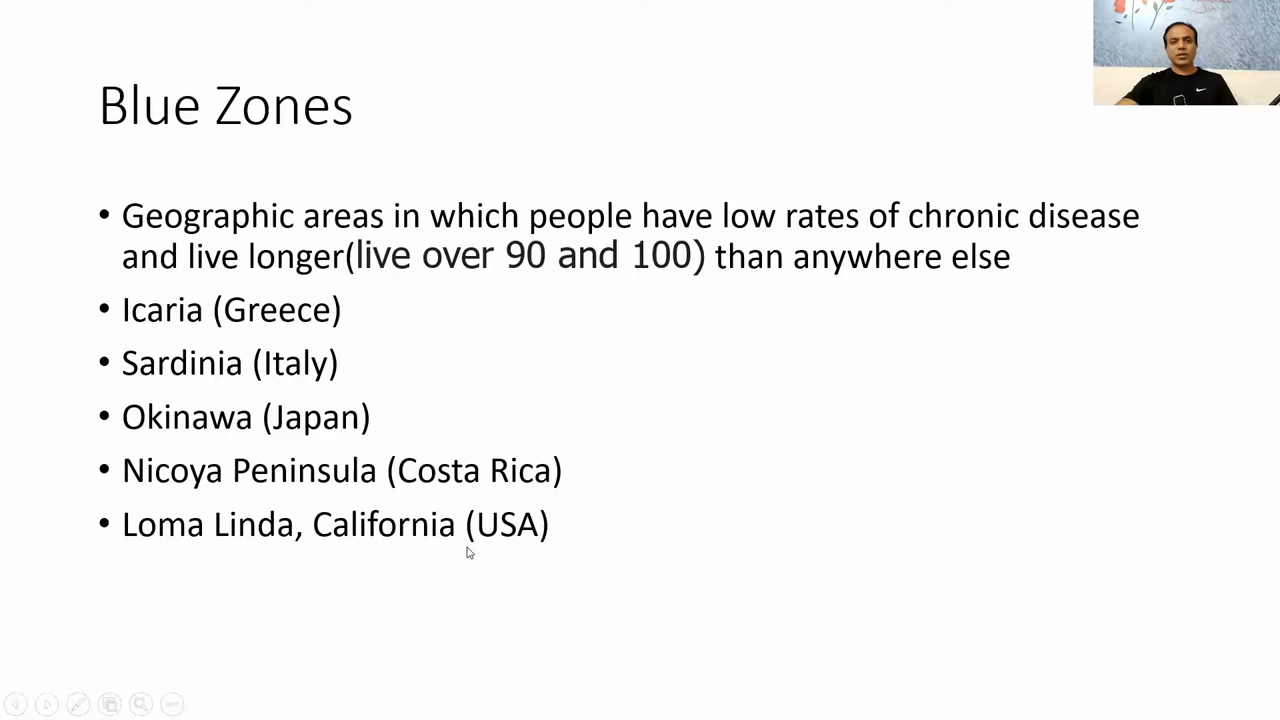 Blue Zones
• Geographic areas in which people have low rates of chronic disease
and live longer(live over 90 and 100) than anywhere else
• Icaria (Greece)
• Sardinia (Italy)
• Okinawa (Japan)
• Nicoya Peninsula (Costa Rica)
• Loma Linda, California (USA)